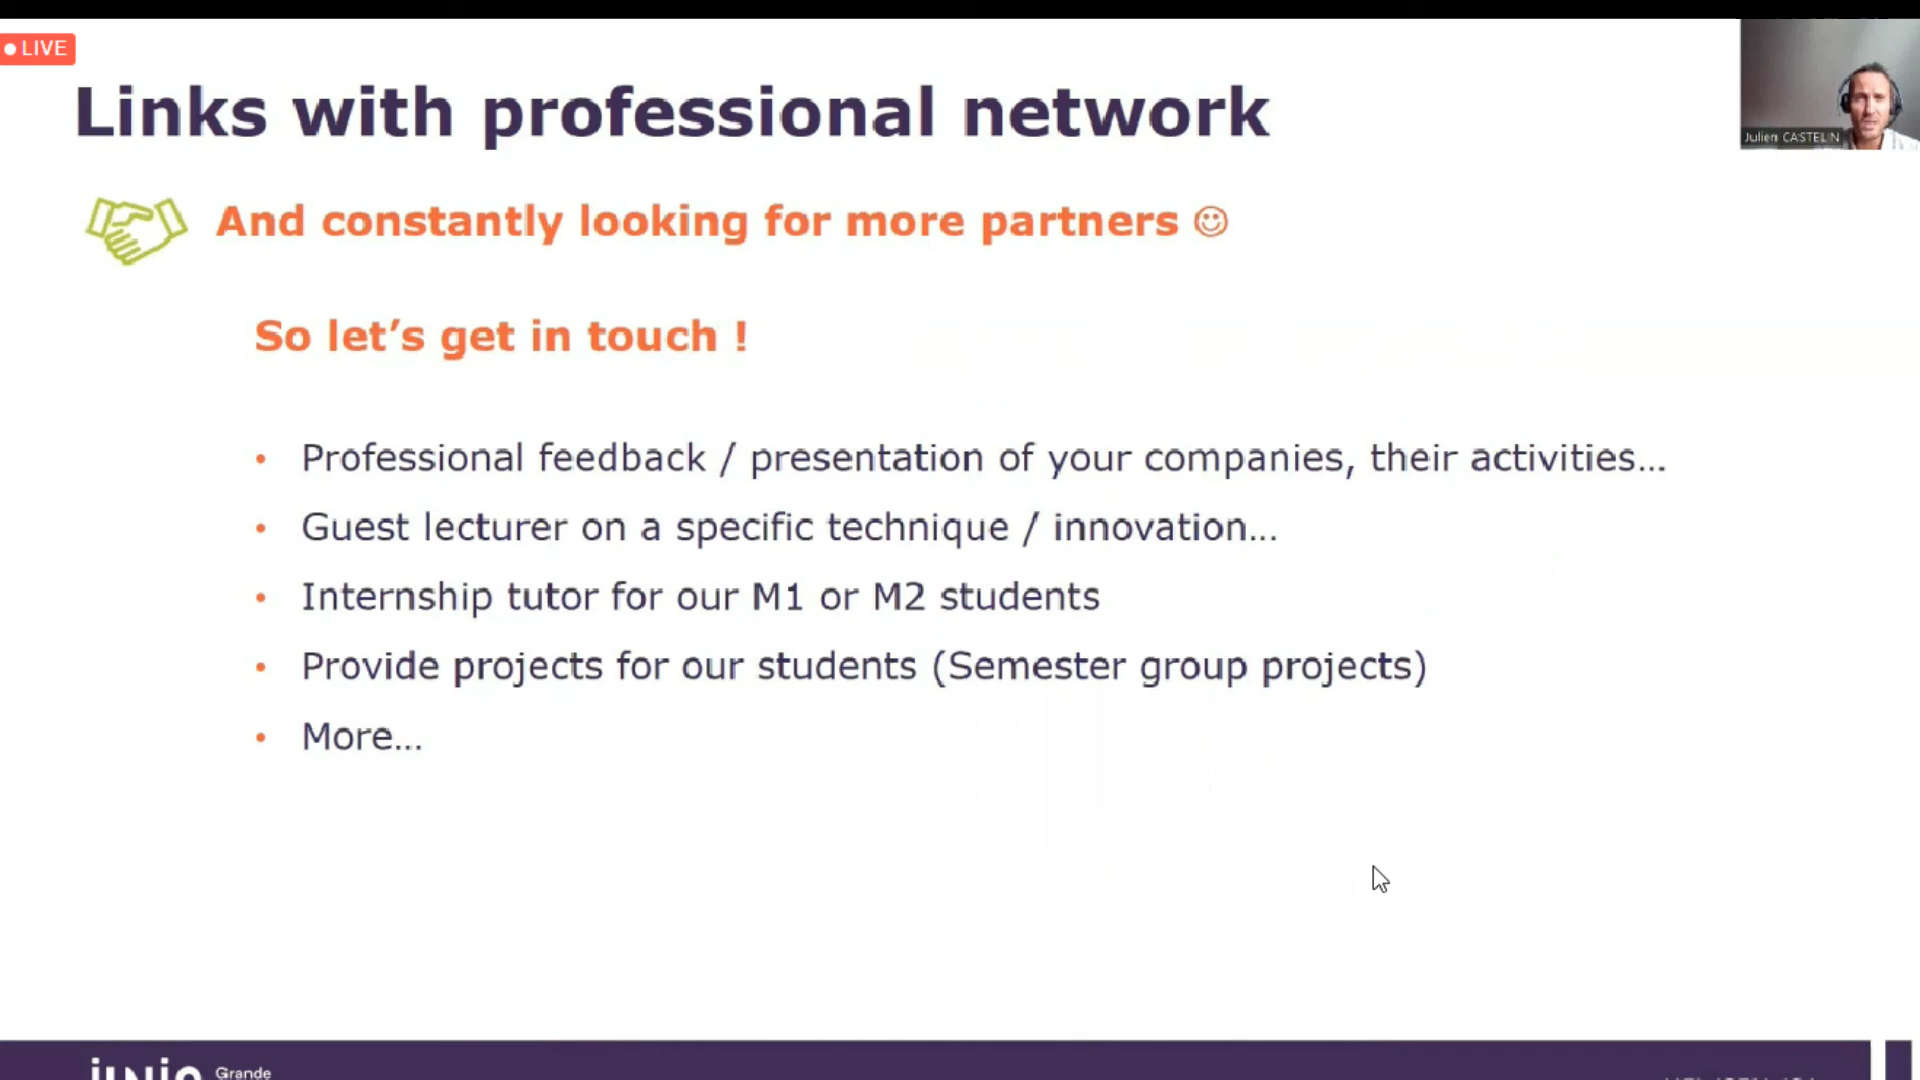 LIVE
Links with professional network
Julien CASTELIN
And constantly looking for more partners ☺
So let’s get in touch !
• Professional feedback / presentation of your companies, their activities…
• Guest lecturer on a specific technique / innovation…
• Internship tutor for our M1 or M2 students
• Provide projects for our students (Semester group projects)
• More…
Grande